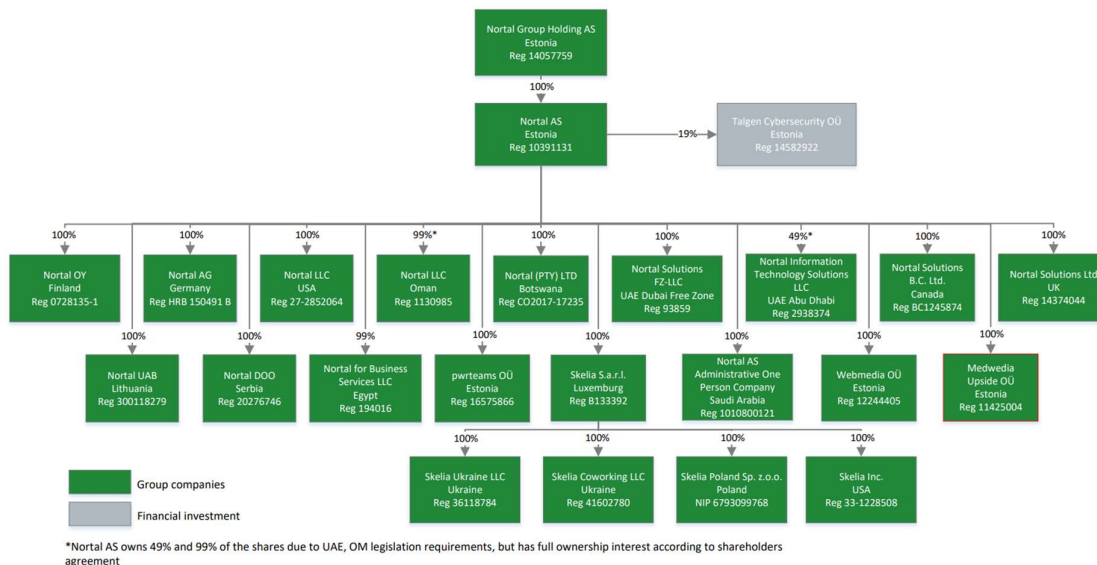 Nortal Group Holding AS
Estonia
Reg 14057759
100%
Nortal AS
Estonia
Reg 10391131
19%
Talgen Cybersecurity OÜ
Estonia
Reg 14582922
100%
Nortal OY
Finland
Reg 0728135-1
100%
Nortal AG
Germany
Reg HRB 150491 B
100%
Nortal LLC
USA
Reg 27-2852064
99%*
Nortal LLC
Oman
Reg 1130985
100%
Nortal (PTY) LTD
Botswana
Reg CO2017-17235
100%
Nortal Solutions
FZ-LLC
UAE Dubai Free Zone
Reg 93859
49%*
Nortal Information
Technology Solutions
LLC
UAE Abu Dhabi
Reg 2938374
100%
Nortal Solutions
B.C. Ltd.
Canada
Reg BC1245874
100%
Nortal Solutions Ltd
UK
Reg 14374044
100%
Nortal UAB
Lithuania
Reg 300118279
100%
Nortal DOO
Serbia
Reg 20276746
99%
Nortal for Business
Services LLC
Egypt
Reg 194016
100%
pwrteams OÜ
Estonia
Reg 16575866
100%
Skelia S.a.r.l.
Luxemburg
Reg B133392
100%
Nortal AS
Administrative One
Person Company
Saudi Arabia
Reg 1010800121
100%
Webmedia OÜ
Estonia
Reg 12244405
100%
Medwedia
Upside OÜ
Estonia
Reg 11425004
100%
Skelia Ukraine LLC
Ukraine
Reg 36118784
100%
Skelia Coworking LLC
Ukraine
Reg 41602780
100%
Skelia Poland Sp. z.o.o.
Poland
NIP 6793099768
100%
Skelia Inc.
USA
Reg 33-1228508
Group companies
Financial investment
*Nortal AS owns 49% and 99% of the shares due to UAE, OM legislation requirements, but has full ownership interest according to shareholders
agreement